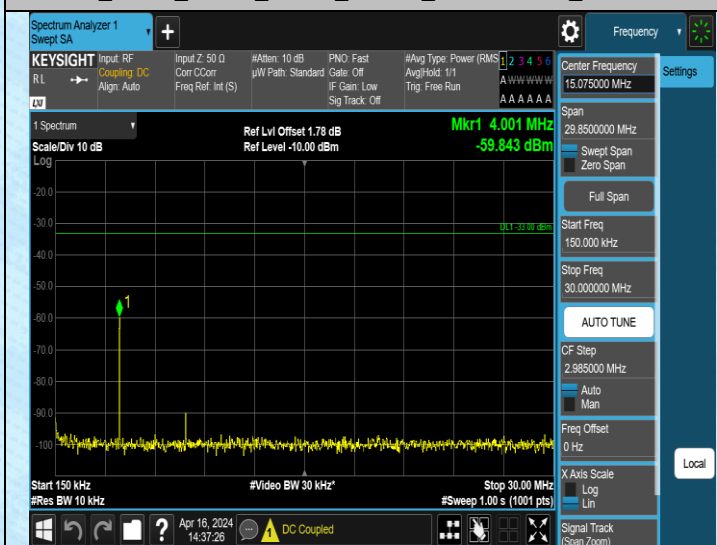 Spectrum Analyzer 1
Swept SA
+
Frequency
KEYSIGHT
RL
LXI
Input: RF
Coupling: DC
Align: Auto
Input Z: 50 Ω
Corr CCorr
Freq Ref: Int (S)
#Atten: 10 dB
µW Path: Standard
PNO: Fast
Gate: Off
IF Gain: Low
Sig Track: Off
#Avg Type: Power (RMS
Avg|Hold: 1/1
Trig: Free Run
1 2 3 4 5 6
A W W W W W
A A A A A A
1 Spectrum
Scale/Div 10 dB
Ref Lvl Offset 1.78 dB
Ref Level -10.00 dBm
Mkr1 4.001 MHz
-59.843 dBm
Log
-20.0
-30.0
DL1 -33.00 dBm
-40.0
-50.0
1
-60.0
-70.0
-80.0
-90.0
-100
Start 150 kHz
#Res BW 10 kHz
#Video BW 30 kHz*
Stop 30.00 MHz
#Sweep 1.00 s (1001 pts)
?
Apr 16, 2024
14:37:26
1
DC Coupled
Center Frequency
15.075000 MHz
Settings
Span
29.8500000 MHz
Swept Span
Zero Span
Full Span
Start Freq
150.000 kHz
Stop Freq
30.000000 MHz
AUTO TUNE
CF Step
2.985000 MHz
Auto
Man
Freq Offset
0 Hz
X Axis Scale
Log
Lin
Local
Signal Track
(Span Zoom)